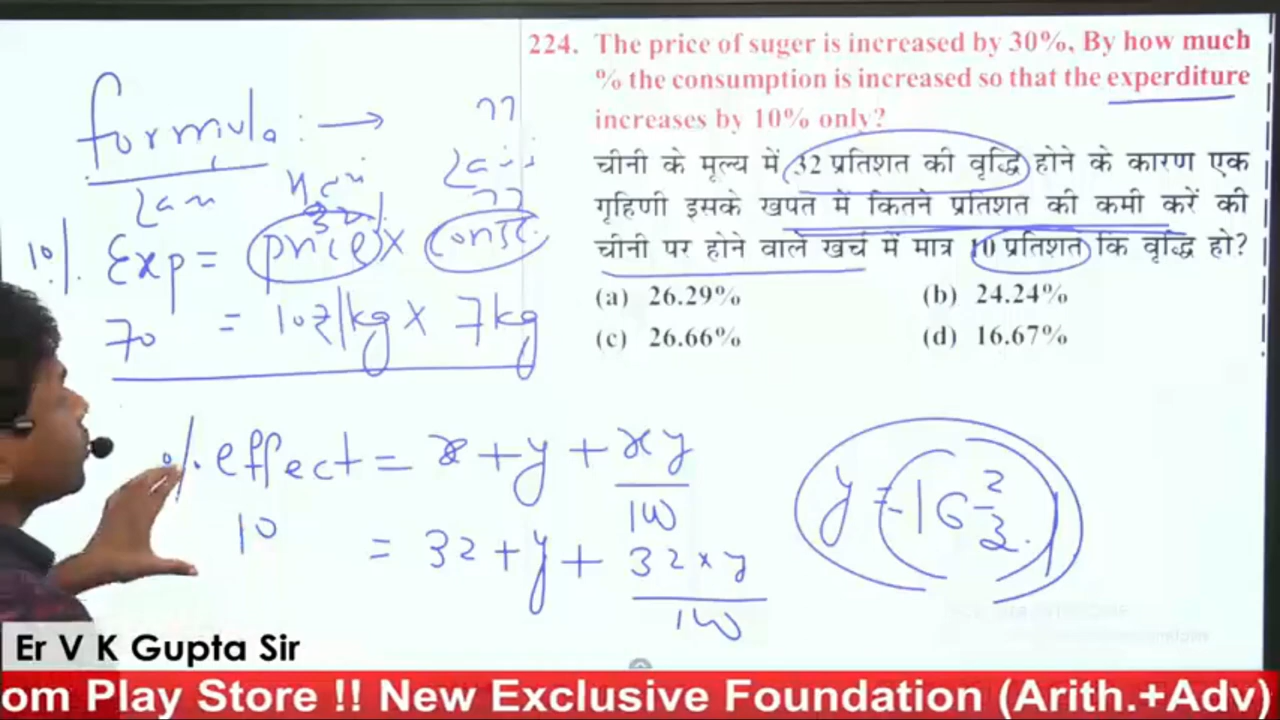 224. The price of suger is increased by 30%, By how much
% the consumption is increased so that the experditure
increases by 10% only?
चीनी के मूल्य में 32 प्रतिशत की वृद्धि होने के कारण एक
गृहिणी इसके खपत में कितने प्रतिशत की कमी करें की
चीनी पर होने वाले खर्च में मात्र 10 प्रतिशत कि वृद्धि हो?
(a) 26.29% (b) 24.24%
(c) 26.66% (d) 16.67%
formula : →
10% Exp = price × cons.
70 = 10₹/kg × 7kg
% effect = x + y + xy/100
10 = 32 + y + 32×y/100
y = -16 2/3
Er V K Gupta Sir
om Play Store !! New Exclusive Foundation (Arith.+Adv)